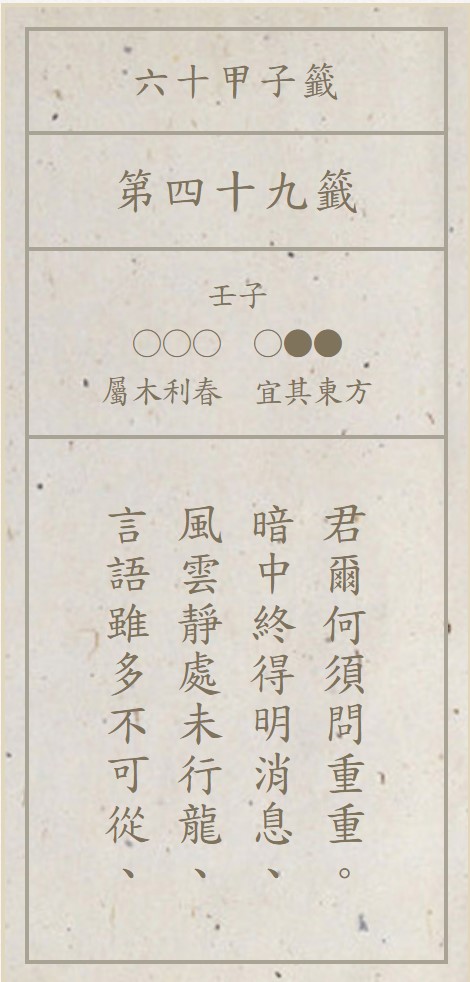 六十甲子籤
第四十九籤
壬子
○○○ ○●●
屬木利春 宜其東方
言語雖多不可從、
風雲靜處未行龍、
暗中終得明消息、
君爾何須問重重。